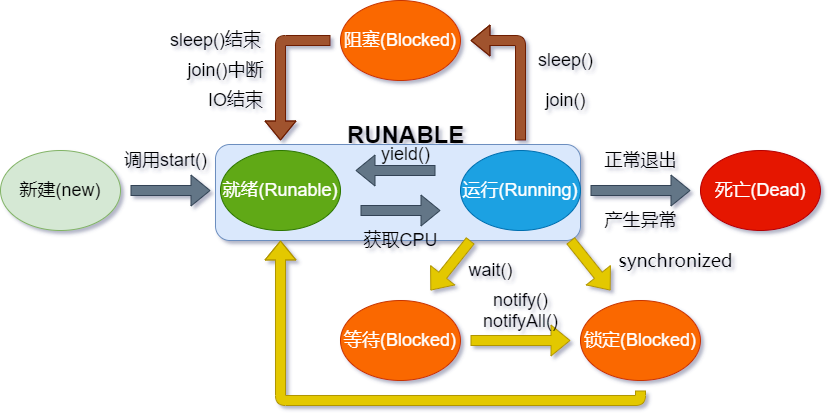 sleep()结束
阻塞(Blocked)
sleep()
join()中断
IO结束
join()
RUNABLE
新建(new)
调用start()
就绪(Runable)
yield()
获取CPU
运行(Running)
正常退出
产生异常
死亡(Dead)
wait()
synchronized
等待(Blocked)
notify()
notifyAll()
锁定(Blocked)